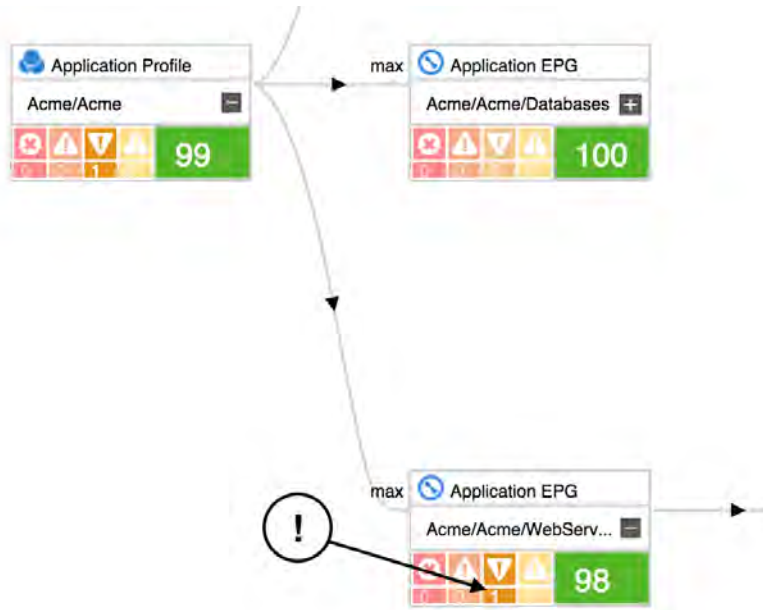 Application Profile
Acme/Acme
1
99
max
Application EPG
Acme/Acme/Databases
100
max
Application EPG
Acme/Acme/WebServ...
!
1
98